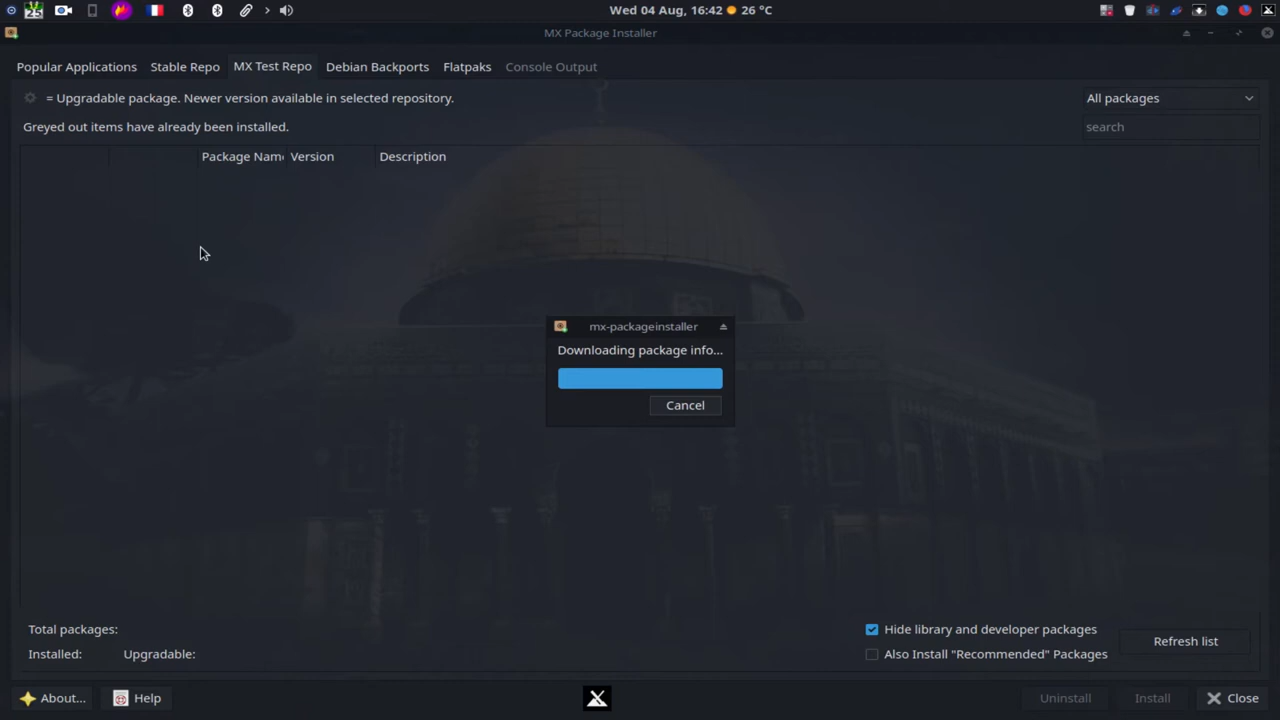 25 Wed 04 Aug, 16:42 26 °C
MX Package Installer
Popular Applications Stable Repo MX Test Repo Debian Backports Flatpaks Console Output
= Upgradable package. Newer version available in selected repository. All packages
Greyed out items have already been installed. search
Package Name Version Description
mx-packageinstaller
Downloading package info...
Cancel
Total packages: Hide library and developer packages
Refresh list
Installed: Upgradable: Also Install "Recommended" Packages
About... Help Uninstall Install Close